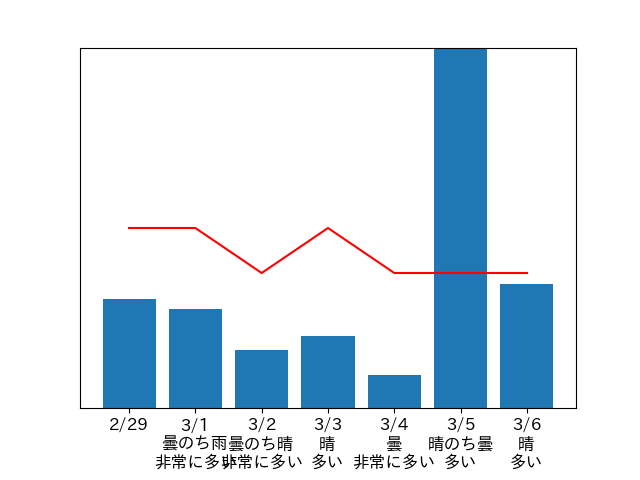 2/29 3/1 3/2 3/3 3/4 3/5 3/6
曇のち雨 曇のち晴 晴 曇 晴のち曇 晴
非常に多い 非常に多い 多い 非常に多い 多い 多い